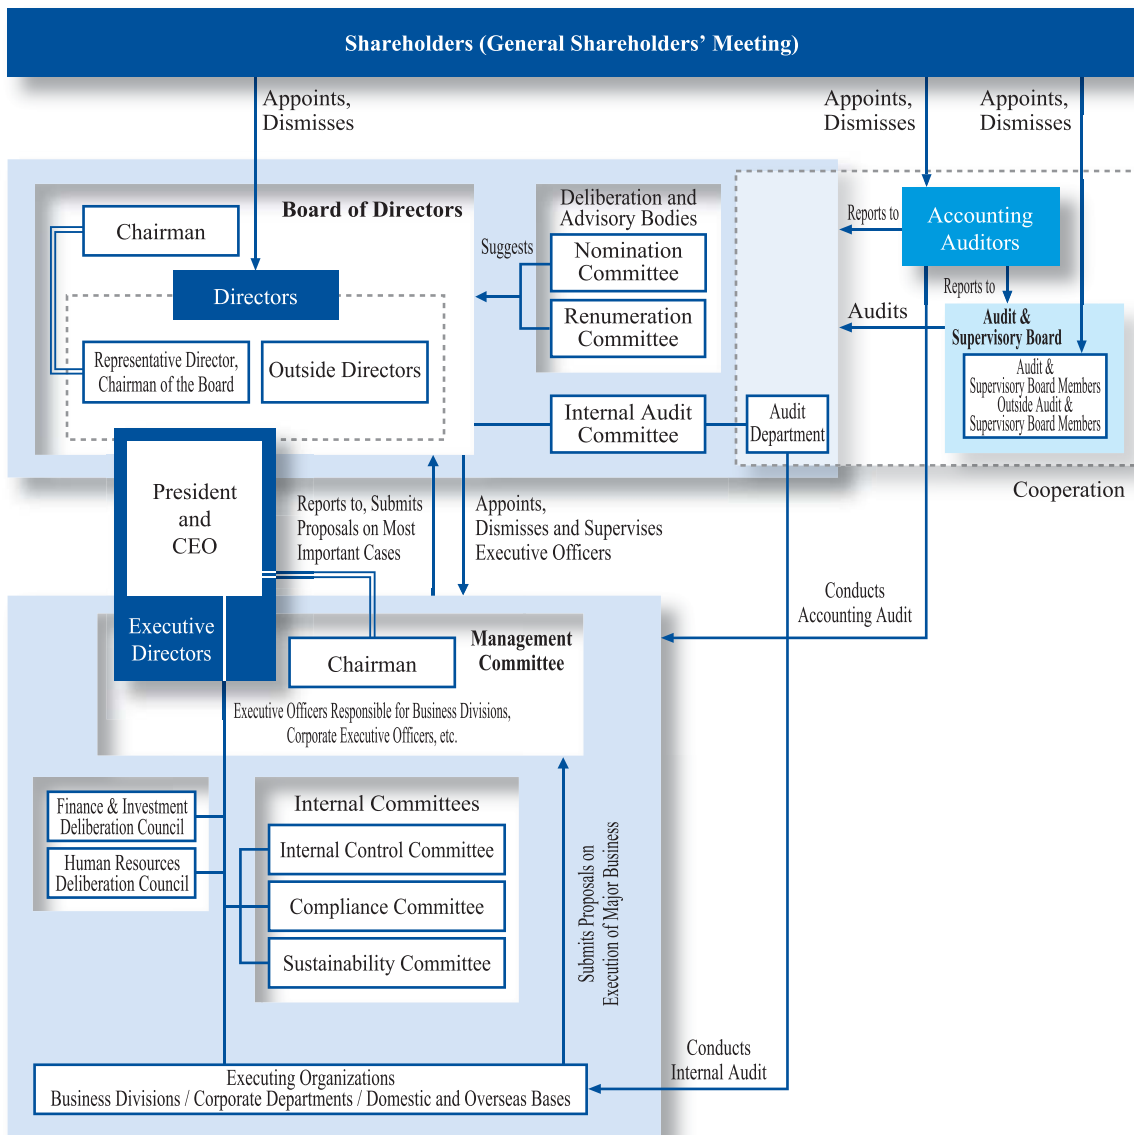 Shareholders (General Shareholders’ Meeting)
Appoints,
Dismisses
Appoints,
Dismisses
Appoints,
Dismisses
Board of Directors
Chairman
Directors
Representative Director,
Chairman of the Board
Outside Directors
Suggests
Deliberation and
Advisory Bodies
Nomination
Committee
Renumeration
Committee
Internal Audit
Committee
Audit
Department
Reports to
Accounting
Auditors
Reports to
Audits
Audit &
Supervisory Board
Audit &
Supervisory Board Members
Outside Audit &
Supervisory Board Members
Cooperation
President
and
CEO
Executive
Directors
Reports to, Submits
Proposals on Most
Important Cases
Appoints,
Dismisses and Supervises
Executive Officers
Conducts
Accounting Audit
Management
Committee
Chairman
Executive Officers Responsible for Business Divisions,
Corporate Executive Officers, etc.
Finance & Investment
Deliberation Council
Human Resources
Deliberation Council
Internal Committees
Internal Control Committee
Compliance Committee
Sustainability Committee
Submits Proposals on
Execution of Major Business
Conducts
Internal Audit
Executing Organizations
Business Divisions / Corporate Departments / Domestic and Overseas Bases